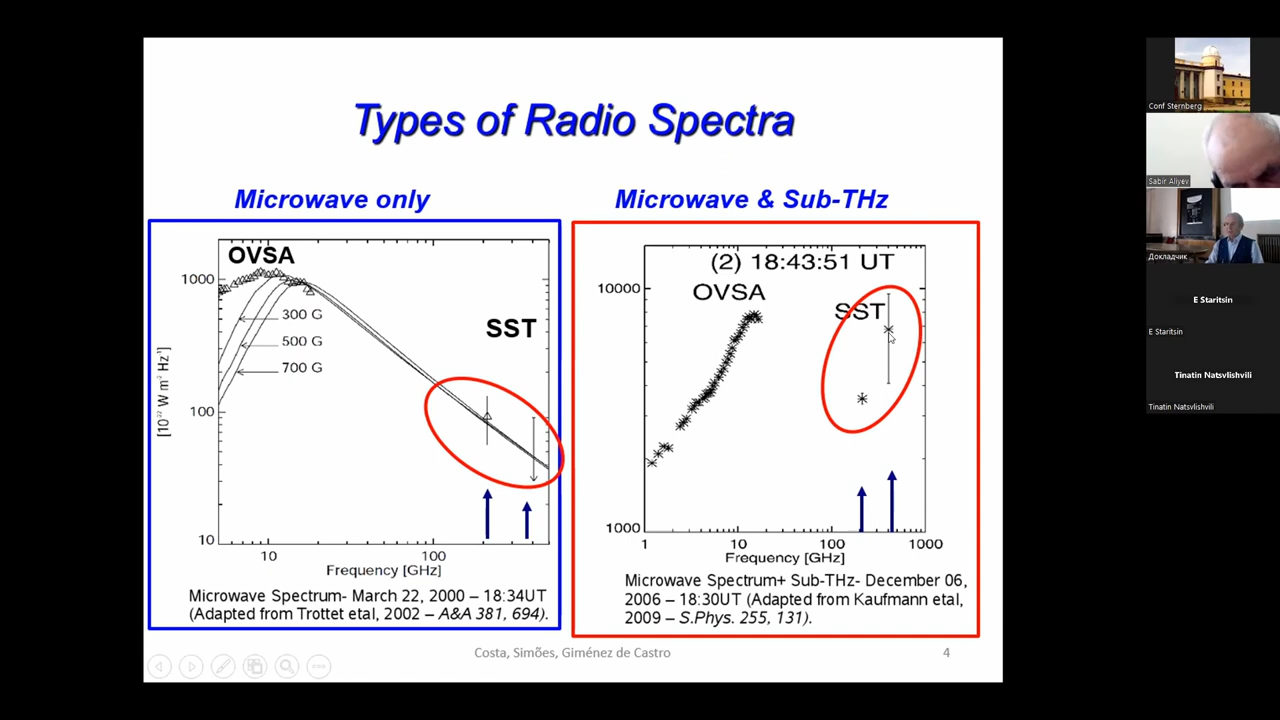 Types of Radio Spectra
Microwave only
Microwave & Sub-THz
OVSA
SST
1000
100
10
300 G
500 G
700 G
[10⁻²² W m² Hz⁻¹]
10
100
Frequency [GHz]
Microwave Spectrum- March 22, 2000 – 18:34UT
(Adapted from Trottet etal, 2002 – A&A 381, 694).
(2) 18:43:51 UT
OVSA
SST
10000
1000
1
10
100
1000
Frequency [GHz]
Microwave Spectrum+ Sub-THz- December 06,
2006 – 18:30UT (Adapted from Kaufmann etal,
2009 – S.Phys. 255, 131).
Costa, Simões, Giménez de Castro
4
Conf Sternberg
Sabir Aliyev
Докладчик
E Staritsin
E Staritsin
Tinatin Natsvlishvili
Tinatin Natsvlishvili